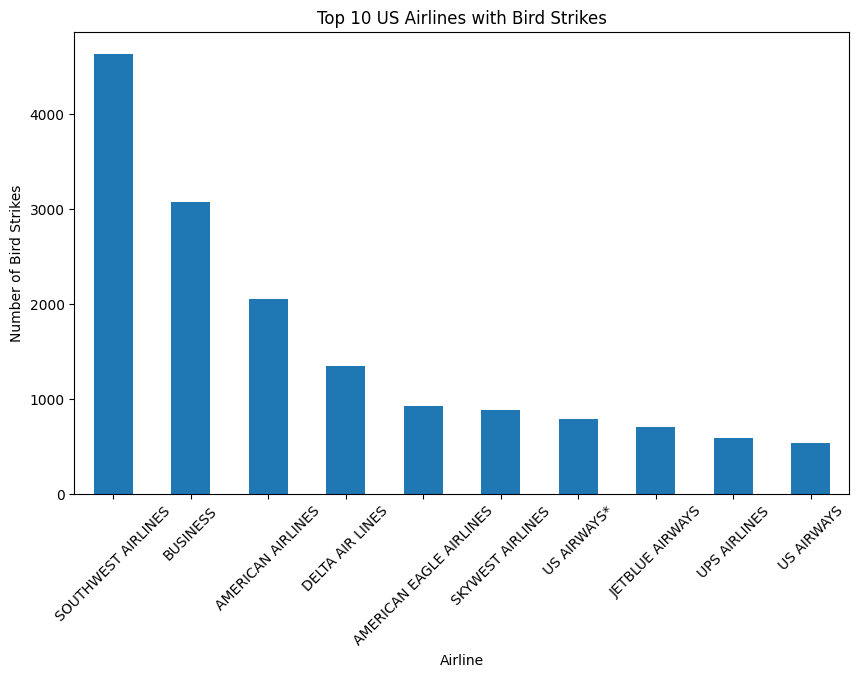 Top 10 US Airlines with Bird Strikes
Number of Bird Strikes
4000
3000
2000
1000
0
SOUTHWEST AIRLINES
BUSINESS
AMERICAN AIRLINES
DELTA AIR LINES
AMERICAN EAGLE AIRLINES
SKYWEST AIRLINES
US AIRWAYS*
JETBLUE AIRWAYS
UPS AIRLINES
US AIRWAYS
Airline